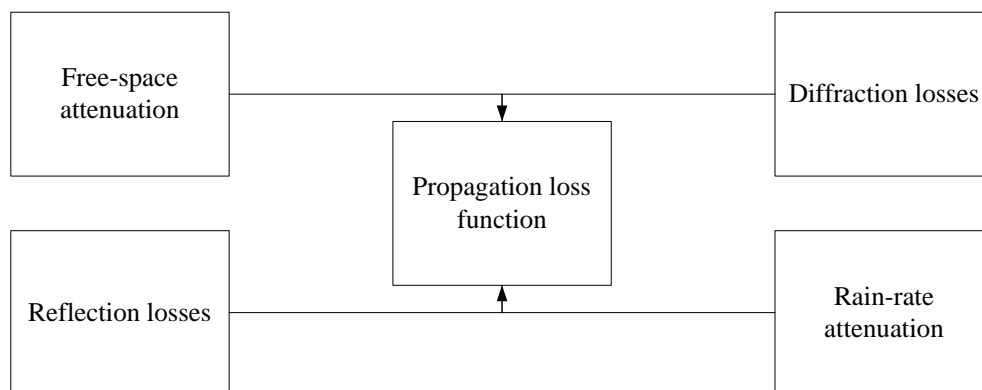 Free-space
attenuation
Diffraction losses
Propagation loss
function
Reflection losses
Rain-rate
attenuation